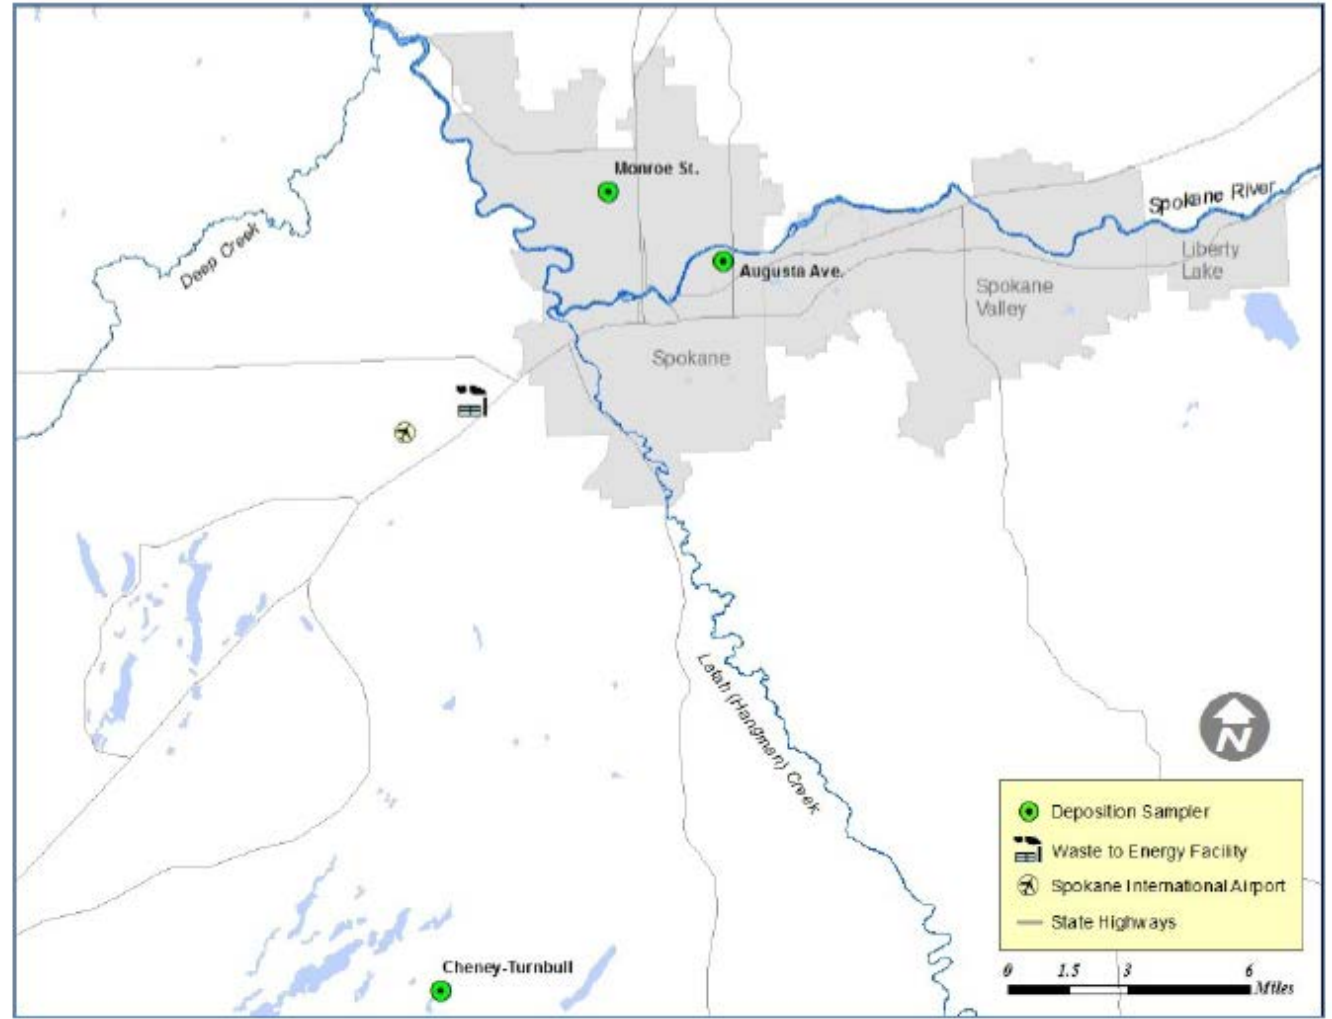 Monroe St.
Spokane River
Deep Creek
Augusta Ave.
Liberty
Lake
Spokane
Valley
Spokane
Latah (Hangman) Creek
N
Deposition Sampler
Waste to Energy Facility
Spokane International Airport
State Highways
Cheney-Turnbull
0 1.5 3 6
Miles